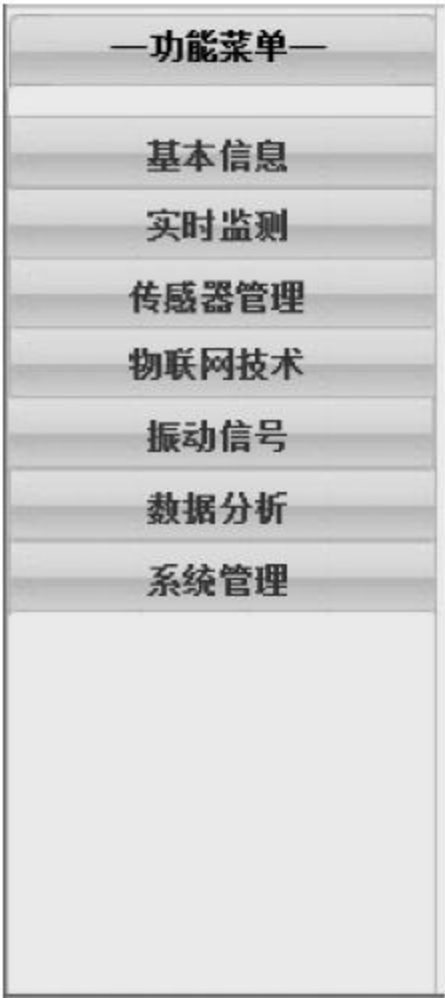 —功能菜单—
基本信息
实时监测
传感器管理
物联网技术
振动信号
数据分析
系统管理